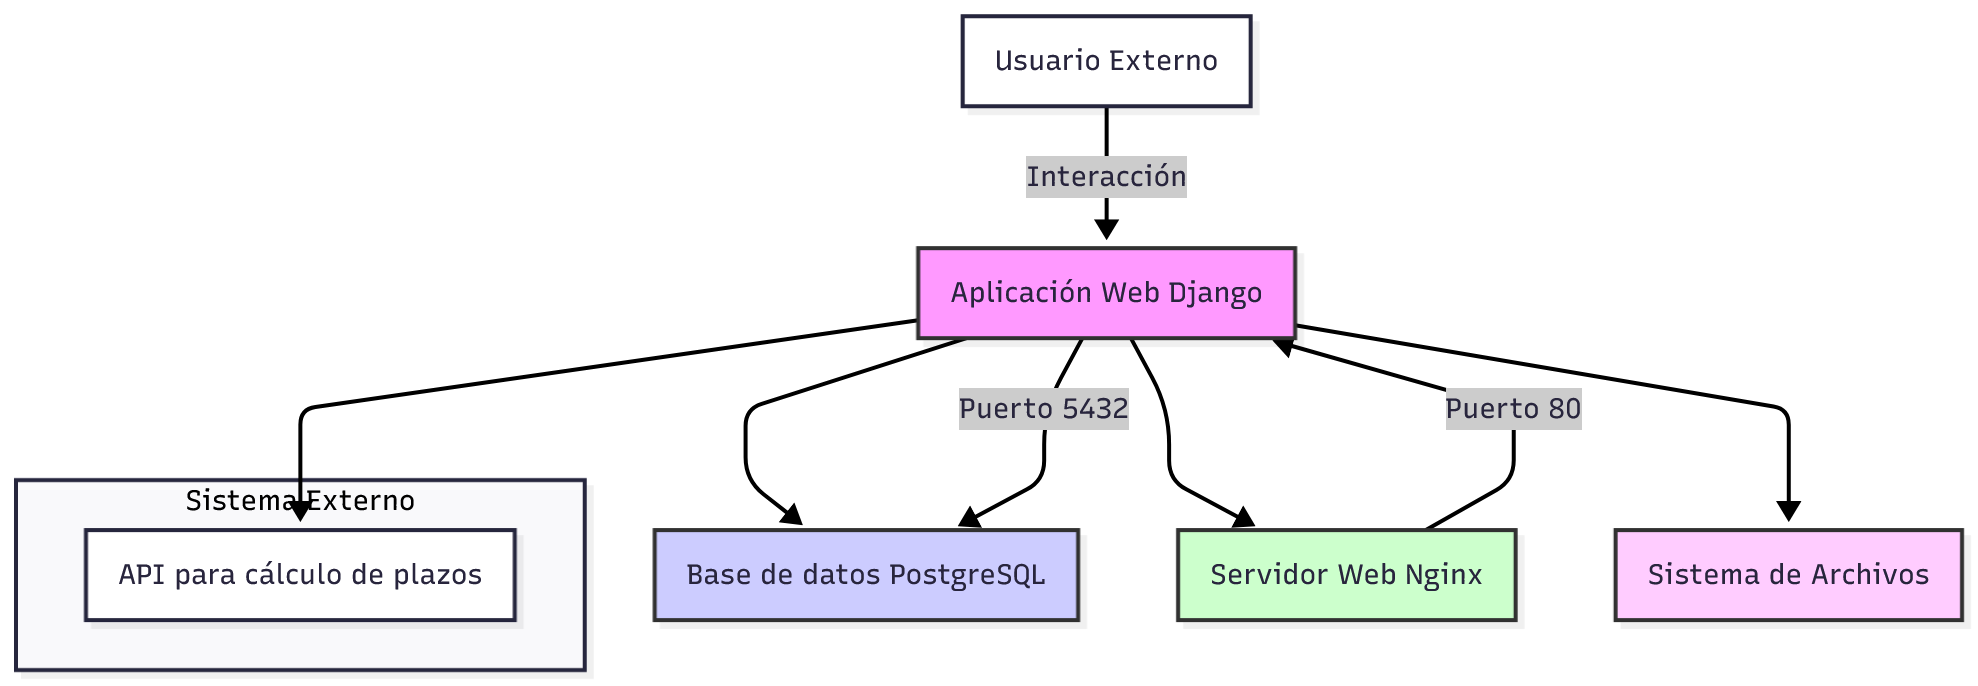 Usuario Externo
Interacción
Aplicación Web Django
Puerto 5432
Puerto 80
Sistema Externo
API para cálculo de plazos
Base de datos PostgreSQL
Servidor Web Nginx
Sistema de Archivos